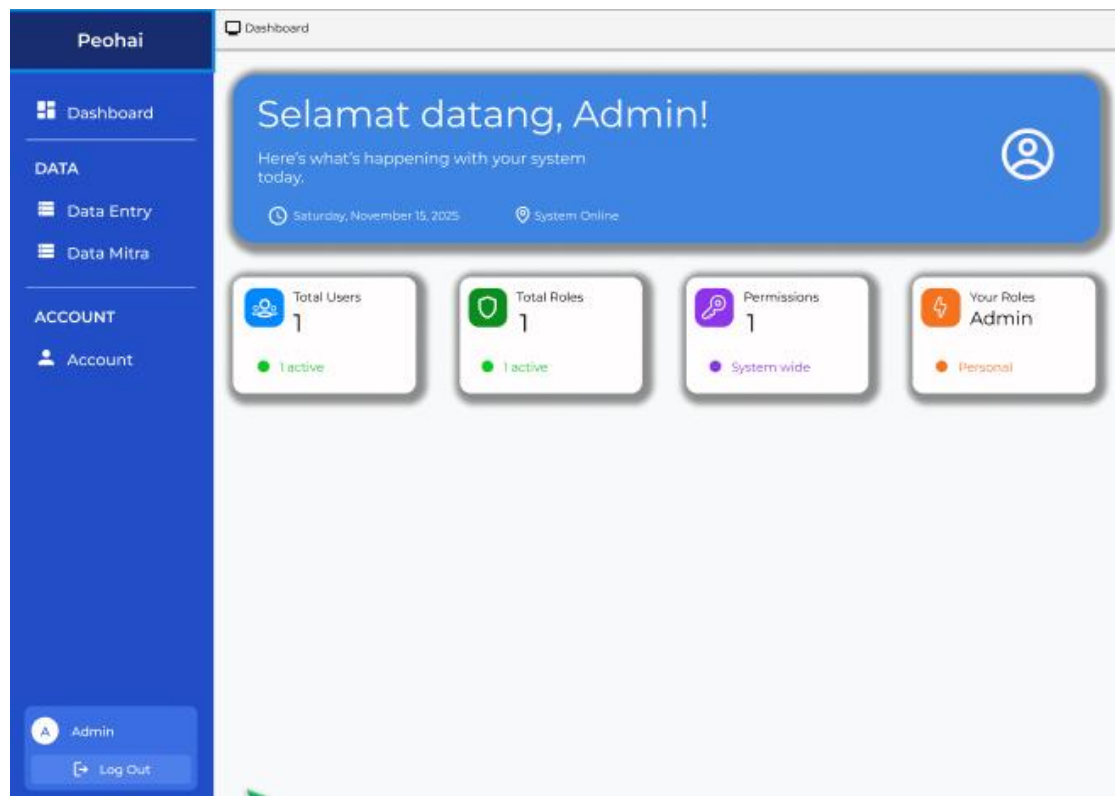 Peohai
Dashboard
DATA
Data Entry
Data Mitra
ACCOUNT
Account
A Admin
Log Out
Dashboard
Selamat datang, Admin!
Here's what's happening with your system
today.
Saturday, November 15, 2025 System Online
Total Users
1
1 active
Total Roles
1
1 active
Permissions
1
System wide
Your Roles
Admin
Personal